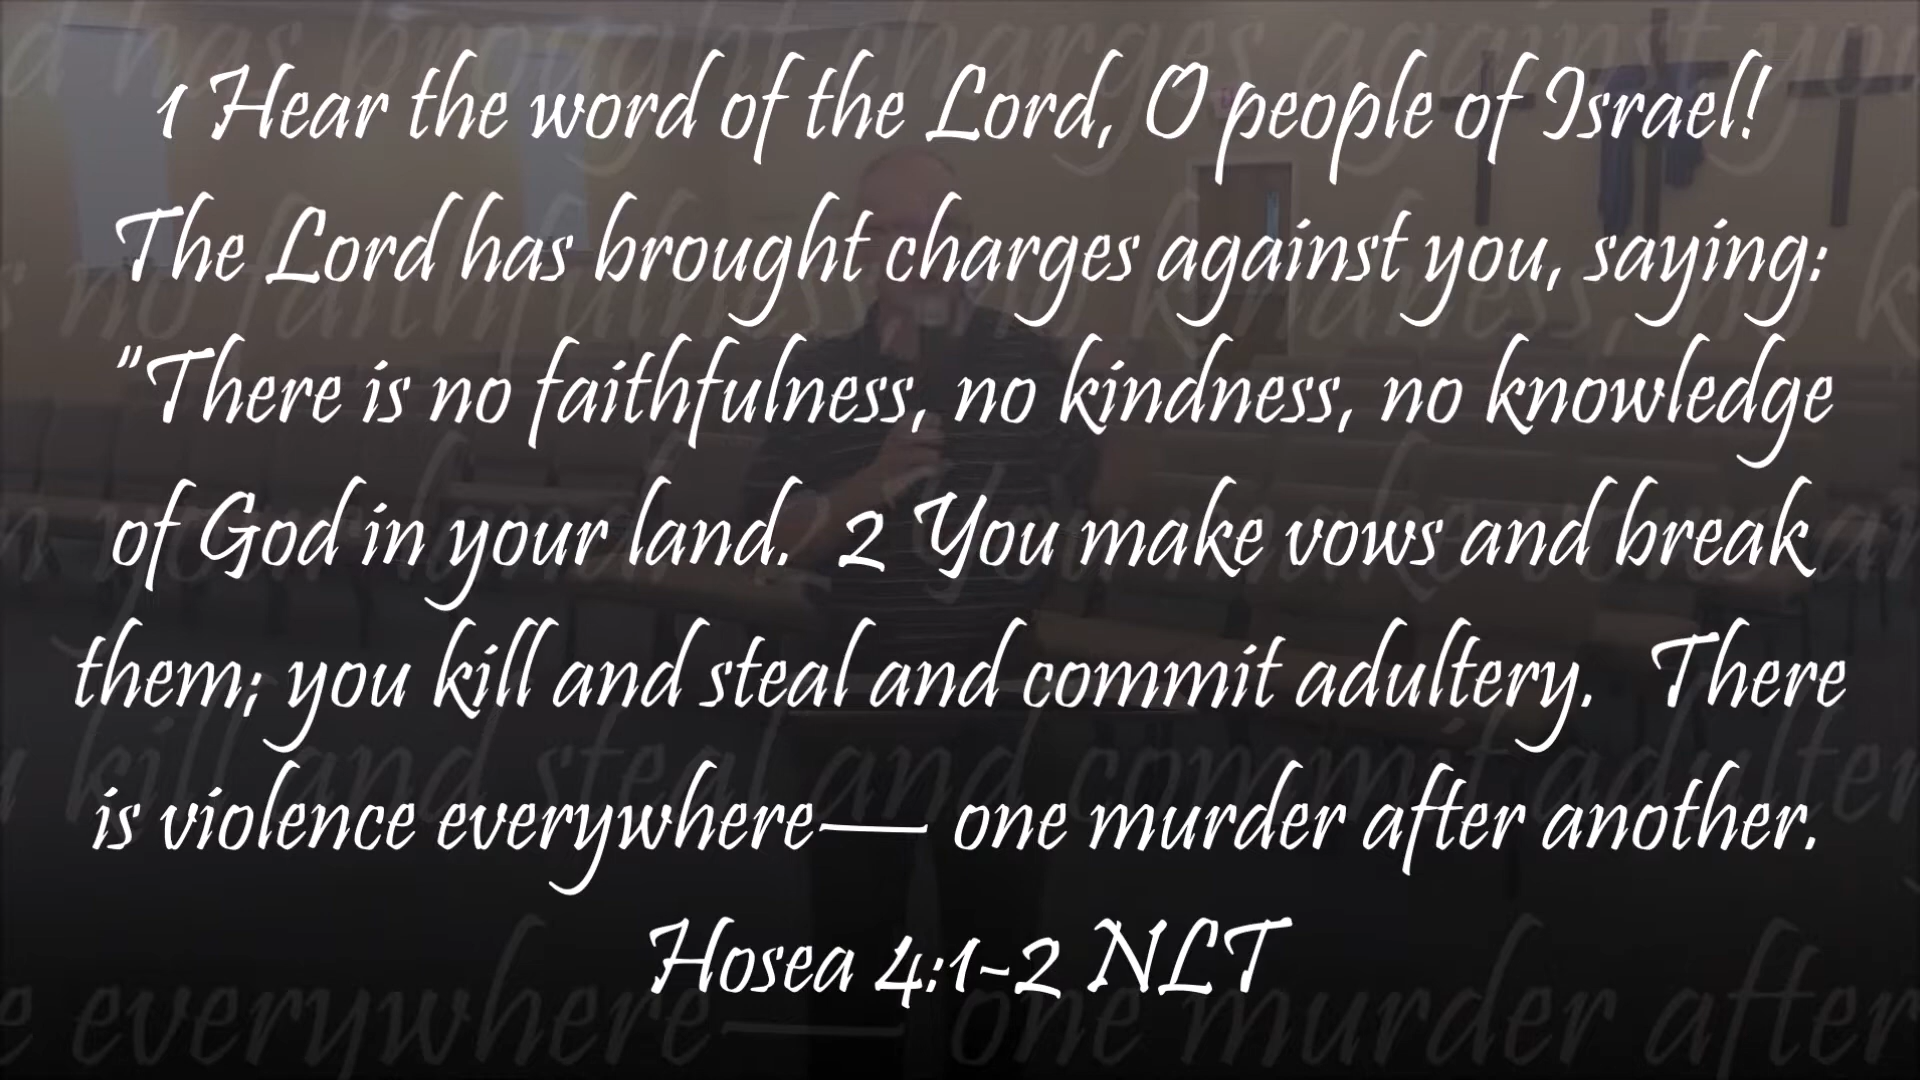 1 Hear the word of the Lord, O people of Israel!
The Lord has brought charges against you, saying:
"There is no faithfulness, no kindness, no knowledge
of God in your land. 2 You make vows and break
them; you kill and steal and commit adultery. There
is violence everywhere— one murder after another.
Hosea 4:1-2 NLT